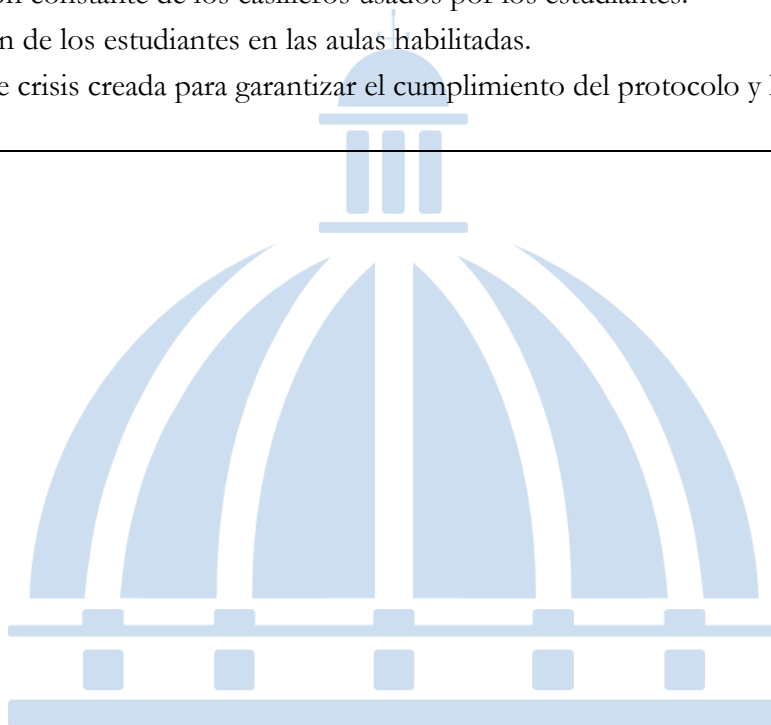 constante de los casilleros usados por los estudiantes.
de los estudiantes en las aulas habilitadas.
crisis creada para garantizar el cumplimiento del protocolo y